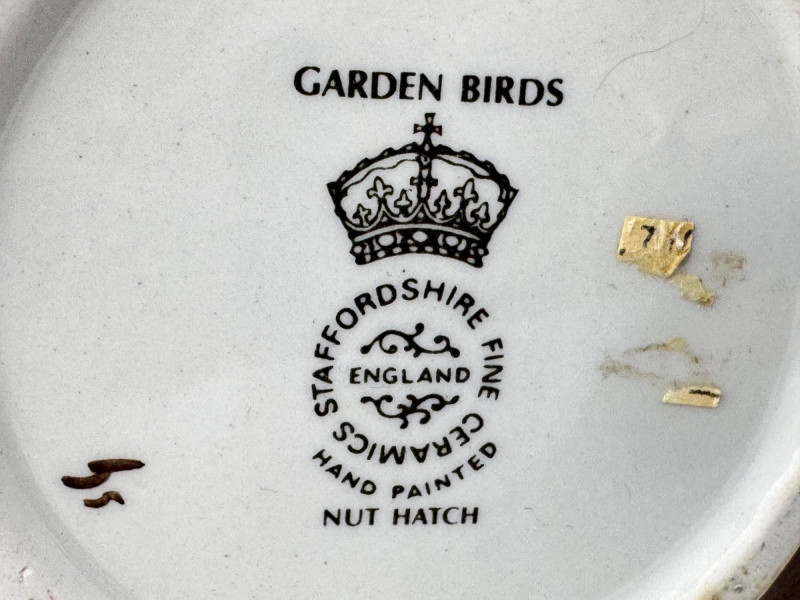 GARDEN BIRDS
STAFFORDSHIRE FINE CERAMICS
ENGLAND
HAND PAINTED
NUT HATCH